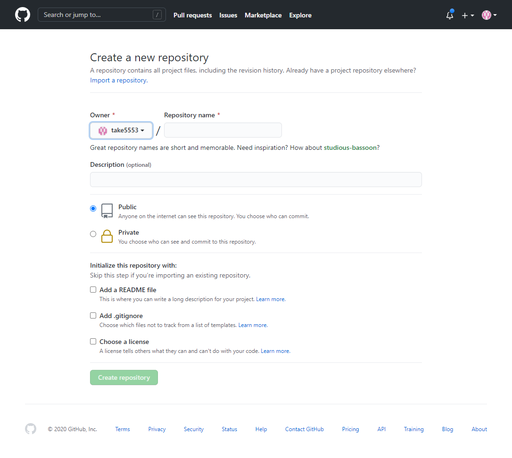 Search or jump to... /
Pull requests Issues Marketplace Explore
Create a new repository
A repository contains all project files, including the revision history. Already have a project repository elsewhere?
Import a repository.
Owner * Repository name *
take5553 /
Great repository names are short and memorable. Need inspiration? How about studious-bassoon?
Description (optional)
Public
Anyone on the internet can see this repository. You choose who can commit.
Private
You choose who can see and commit to this repository.
Initialize this repository with:
Skip this step if you're importing an existing repository.
Add a README file
This is where you can write a long description for your project. Learn more.
Add .gitignore
Choose which files not to track from a list of templates. Learn more.
Choose a license
A license tells others what they can and can't do with your code. Learn more.
Create repository
© 2020 GitHub, Inc. Terms Privacy Security Status Help Contact GitHub Pricing API Training Blog About